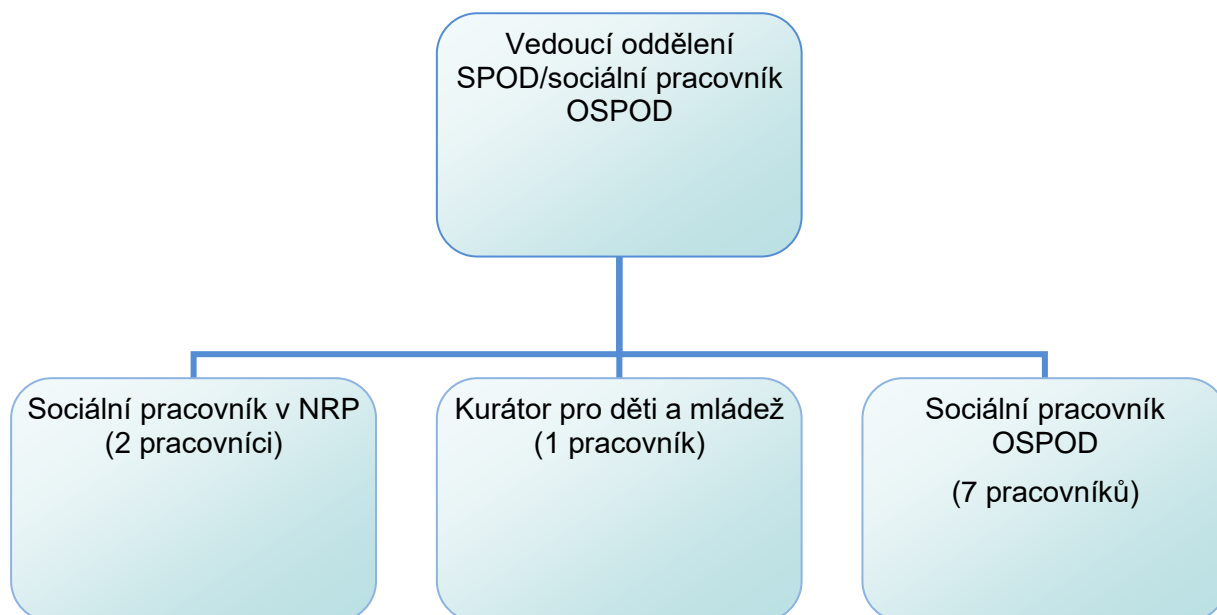 Vedoucí oddělení
SPOD/sociální pracovník
OSPOD
Sociální pracovník v NRP
(2 pracovníci)
Kurátor pro děti a mládež
(1 pracovník)
Sociální pracovník
OSPOD
(7 pracovníků)